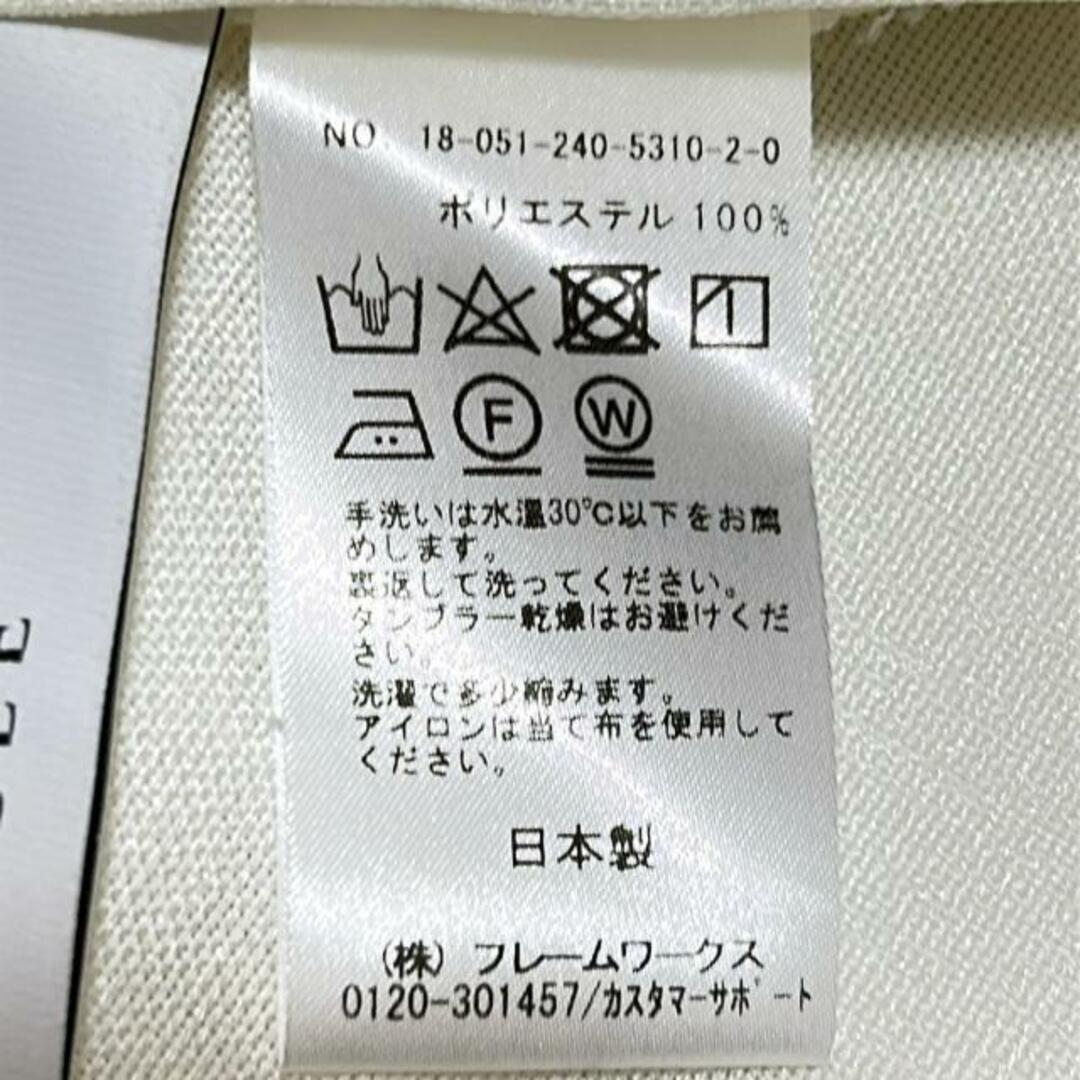 NO. 18-051-240-5310-2-0
ポリエステル 100%
F W
手洗いは水温30℃以下をお薦
めします。
裏返して洗ってください。
タンブラー乾燥はお避けくだ
さい。
洗濯で多少縮みます。
アイロンは当て布を使用して
ください。
日本製
(株) フレームワークス
0120-301457/カスタマーサポート